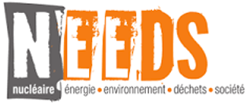 NEEDS
nucléaire énergie • environnement • déchets • société